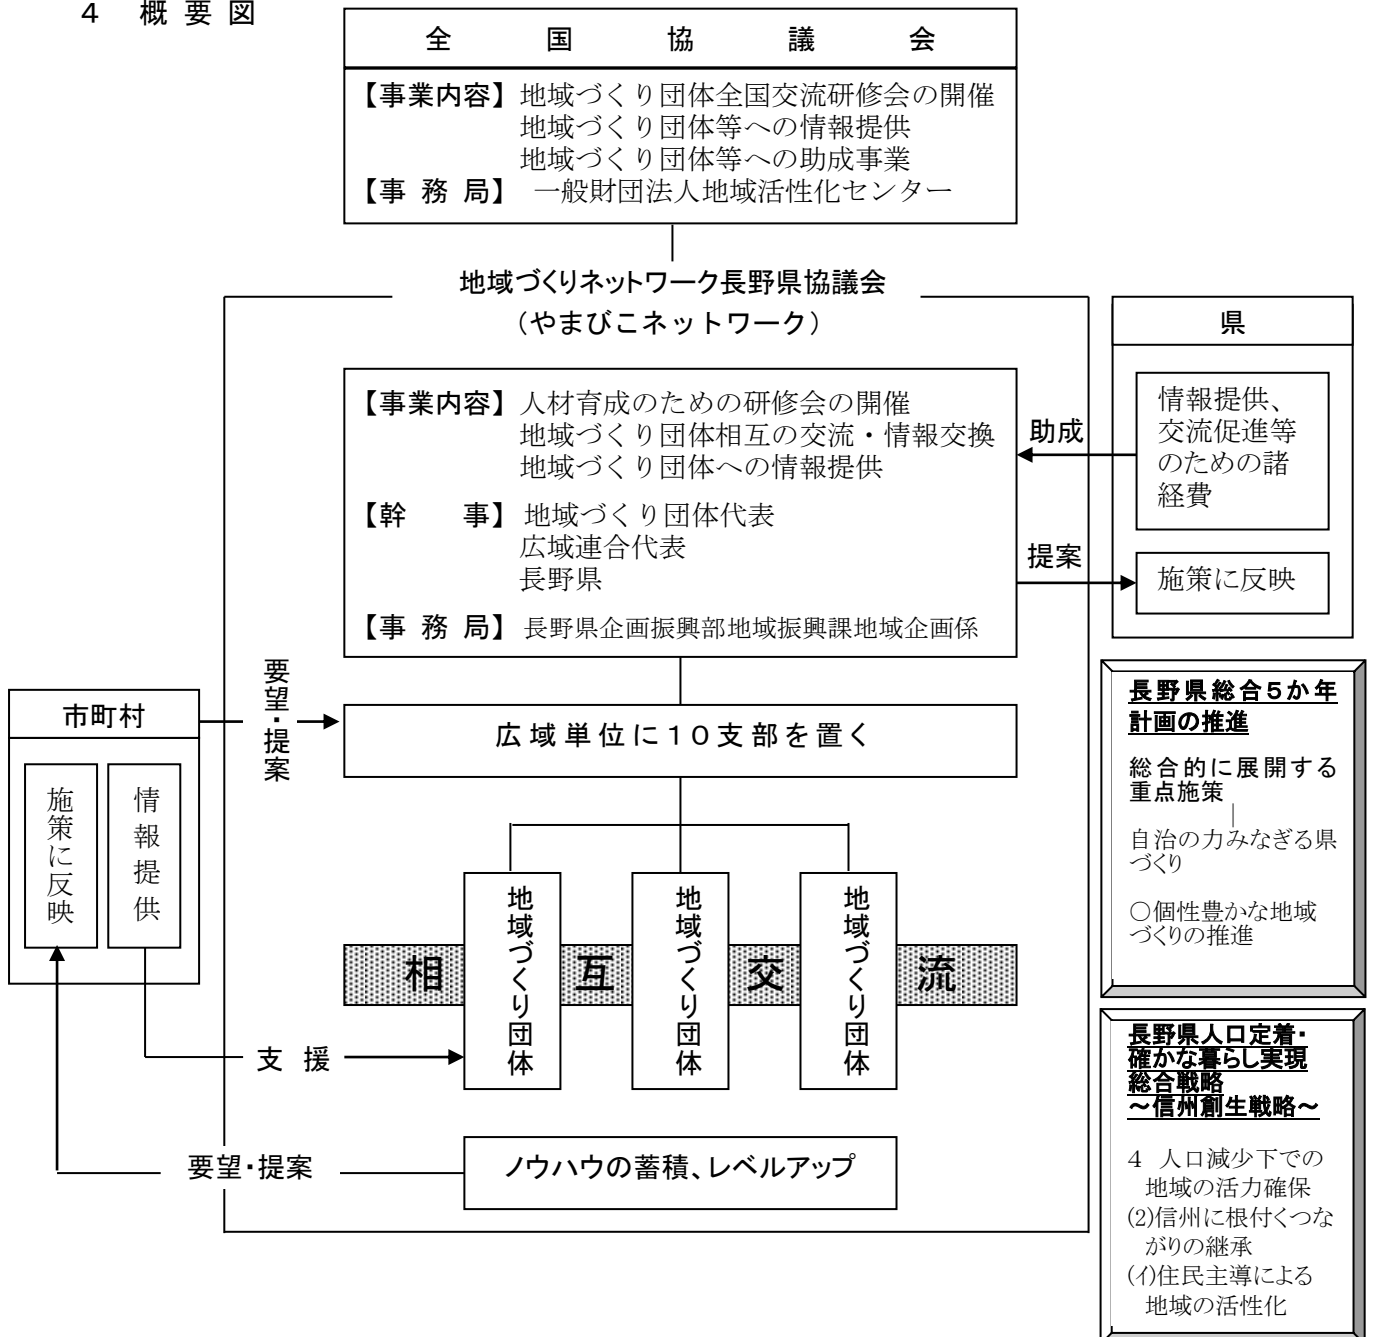 ４　概 要 図
全　国　協　議　会
【事業内容】地域づくり団体全国交流研修会の開催
地域づくり団体等への情報提供
地域づくり団体等への助成事業
【事 務 局】 一般財団法人地域活性化センター
地域づくりネットワーク長野県協議会
（やまびこネットワーク）
【事業内容】人材育成のための研修会の開催
地域づくり団体相互の交流・情報交換
地域づくり団体への情報提供
【幹　　事】地域づくり団体代表
広域連合代表
長野県
【事 務 局】長野県企画振興部地域振興課地域企画係
助成
提案
県
情報提供、
交流促進等
のための諸
経費
施策に反映
市町村
施策に反映
情報提供
要望・提案
広域単位に１０支部を置く
地域づくり団体
地域づくり団体
地域づくり団体
相　互　交　流
支 援
要望・提案
ノウハウの蓄積、レベルアップ
長野県総合５か年
計画の推進
総合的に展開する
重点施策
｜
自治の力みなぎる県
づくり
○個性豊かな地域
づくりの推進
長野県人口定着・
確かな暮らし実現
総合戦略
～信州創生戦略～
４ 人口減少下での
地域の活力確保
(2)信州に根付くつな
がりの継承
(イ)住民主導による
地域の活性化